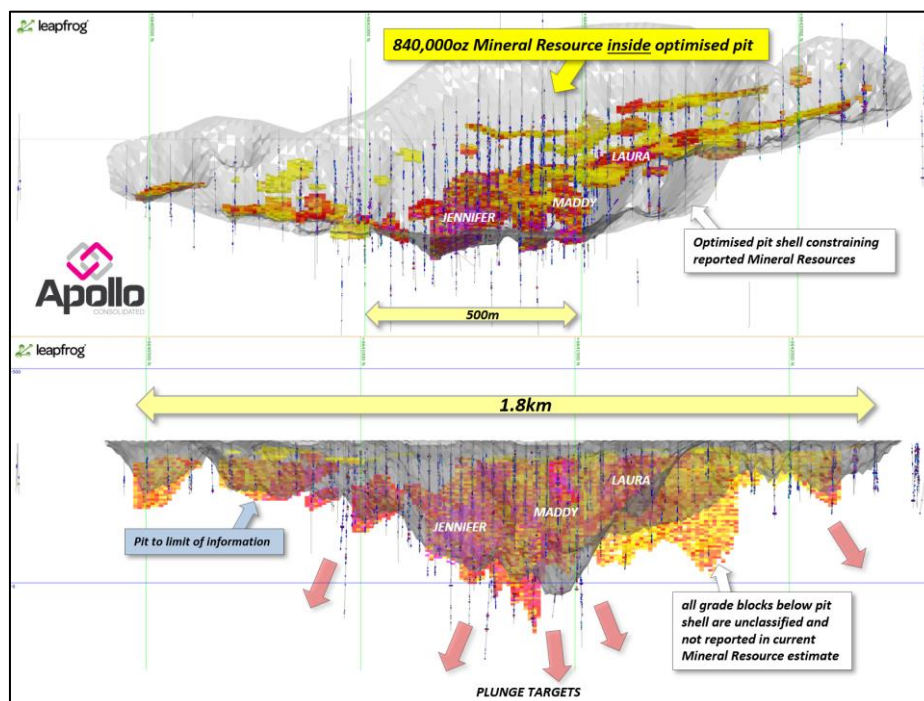 leapfrog
840,000oz Mineral Resource inside optimised pit
LAURA
MADDY
JENNIFER
Optimised pit shell constraining
reported Mineral Resources
Apollo
CONSOLIDATED
500m
leapfrog
500
1.8km
LAURA
MADDY
JENNIFER
Pit to limit of information
0
all grade blocks below pit
shell are unclassified and
not reported in current
Mineral Resource estimate
PLUNGE TARGETS